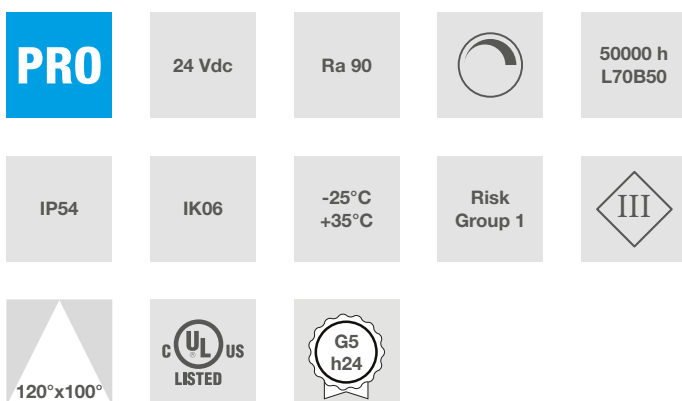 PRO
24 Vdc
Ra 90
50000 h
L70B50
IP54
IK06
-25°C
+35°C
Risk
Group 1
III
120°x100°
C UL US
®
LISTED
G5
h24